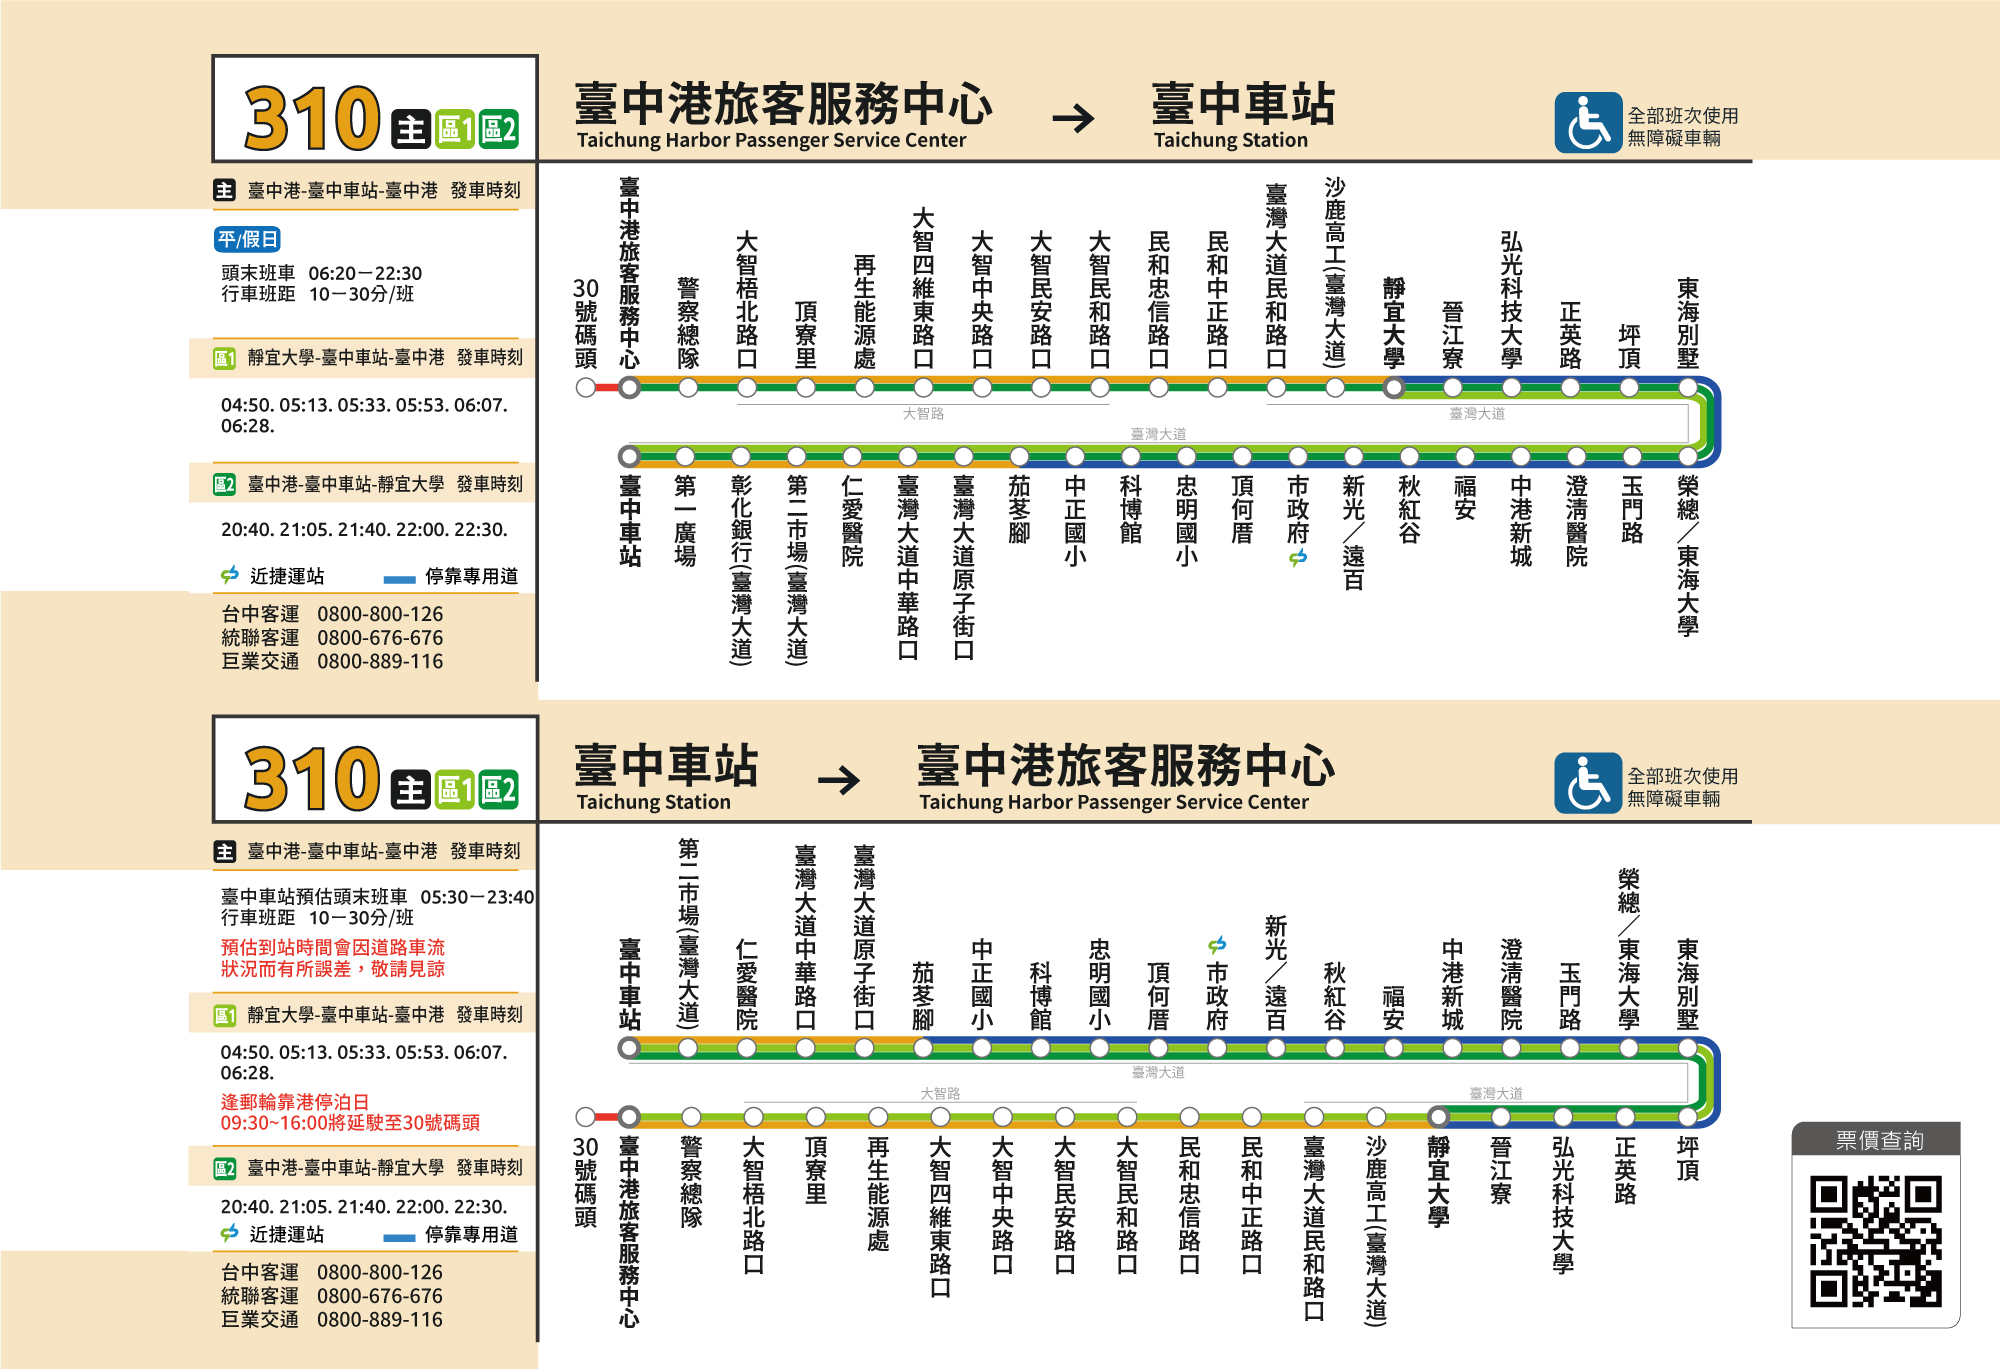 310 主 區1 區2
臺中港旅客服務中心 → 臺中車站
Taichung Harbor Passenger Service Center
Taichung Station
全部班次使用
無障礙車輛
主 臺中港-臺中車站-臺中港 發車時刻
平/假日
頭末班車 06:20－22:30
行車班距 10－30分/班
區1 靜宜大學-臺中車站-臺中港 發車時刻
04:50. 05:13. 05:33. 05:53. 06:07.
06:28.
區2 臺中港-臺中車站-靜宜大學 發車時刻
20:40. 21:05. 21:40. 22:00. 22:30.
近捷運站 停靠專用道
台中客運 0800-800-126
統聯客運 0800-676-676
巨業交通 0800-889-116
30號碼頭
臺中港旅客服務中心
警察總隊
大智梧北路口
頂寮里
再生能源處
大智四維東路口
大智中央路口
大智民安路口
大智民和路口
民和忠信路口
民和中正路口
臺灣大道民和路口
沙鹿高工(臺灣大道)
靜宜大學
晉江寮
弘光科技大學
正英路
坪頂
東海別墅
大智路
臺灣大道
臺灣大道
臺中車站
第一廣場
彰化銀行(臺灣大道)
第二市場(臺灣大道)
仁愛醫院
臺灣大道中華路口
臺灣大道原子街口
茄苳腳
中正國小
科博館
忠明國小
頂何厝
市政府
新光／遠百
秋紅谷
福安
中港新城
澄清醫院
玉門路
榮總／東海大學
310 主 區1 區2
臺中車站 → 臺中港旅客服務中心
Taichung Station
Taichung Harbor Passenger Service Center
全部班次使用
無障礙車輛
主 臺中港-臺中車站-臺中港 發車時刻
臺中車站預估頭末班車 05:30－23:40
行車班距 10－30分/班
預估到站時間會因道路車流
狀況而有所誤差，敬請見諒
區1 靜宜大學-臺中車站-臺中港 發車時刻
04:50. 05:13. 05:33. 05:53. 06:07.
06:28.
逢郵輪靠港停泊日
09:30~16:00將延駛至30號碼頭
區2 臺中港-臺中車站-靜宜大學 發車時刻
20:40. 21:05. 21:40. 22:00. 22:30.
近捷運站 停靠專用道
台中客運 0800-800-126
統聯客運 0800-676-676
巨業交通 0800-889-116
臺中車站
第二市場(臺灣大道)
仁愛醫院
臺灣大道中華路口
臺灣大道原子街口
茄苳腳
中正國小
科博館
忠明國小
頂何厝
市政府
新光／遠百
秋紅谷
福安
中港新城
澄清醫院
玉門路
榮總／東海大學
東海別墅
臺灣大道
大智路
臺灣大道
30號碼頭
臺中港旅客服務中心
警察總隊
大智梧北路口
頂寮里
再生能源處
大智四維東路口
大智中央路口
大智民安路口
大智民和路口
民和忠信路口
民和中正路口
臺灣大道民和路口
沙鹿高工(臺灣大道)
靜宜大學
晉江寮
弘光科技大學
正英路
坪頂
票價查詢